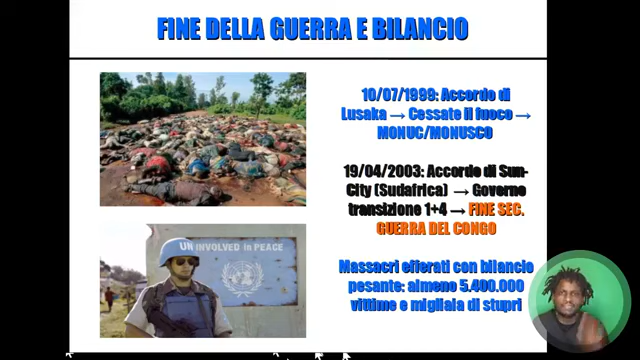 FINE DELLA GUERRA E BILANCIO
10/07/1999: Accordo di
Lusaka → Cessate il fuoco →
MONUC/MONUSCO
19/04/2003: Accordo di Sun-
City (Sudafrica) → Governo
transizione 1+4 → FINE SEC.
GUERRA DEL CONGO
Massacri efferati con bilancio
pesante: almeno 5.400.000
vittime e migliaia di stupri
UN INVOLVED in PEACE